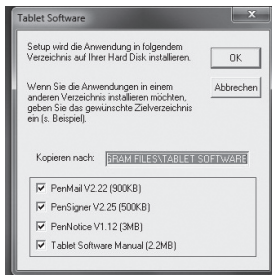 Tablet Software
Setup wird die Anwendung in folgendem
Verzeichnis auf Ihrer Hard Disk installieren.
OK
Wenn Sie die Anwendungen in einem
anderen Verzeichnis installieren möchten,
geben Sie das gewünschte Zielverzeichnis
ein (s. Beispiel).
Abbrechen
Kopieren nach: GRAM FILES\TABLET SOFTWARE
PenMail V2.22 (900KB)
PenSigner V2.25 (500KB)
PenNotice V1.12 (3MB)
Tablet Software Manual (2.2MB)